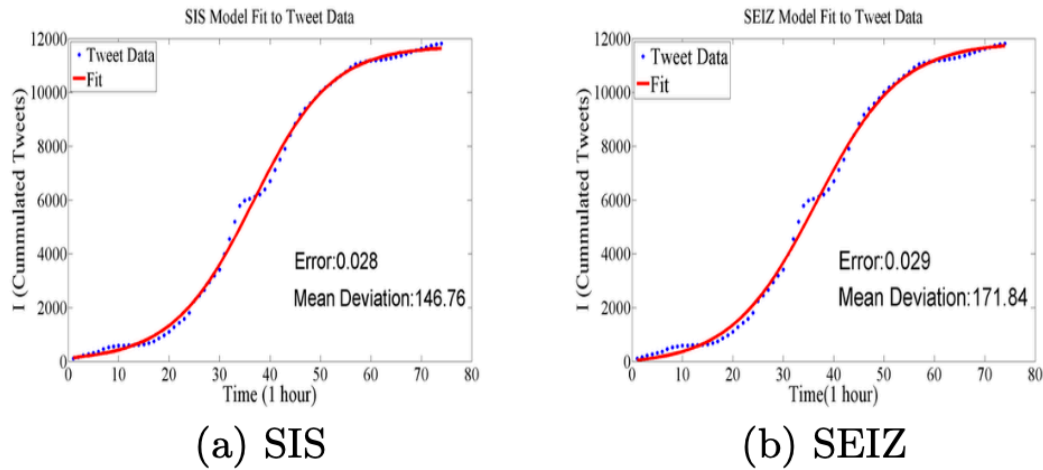 SIS Model Fit to Tweet Data
12000
10000
8000
6000
4000
2000
0
I (Cummulated Tweets)
Tweet Data
Fit
Error:0.028
Mean Deviation:146.76
0 10 20 30 40 50 60 70 80
Time (1 hour)
(a) SIS
SEIZ Model Fit to Tweet Data
12000
10000
8000
6000
4000
2000
0
I (Cummulated Tweets)
Tweet Data
Fit
Error:0.029
Mean Deviation:171.84
0 10 20 30 40 50 60 70 80
Time(1 hour)
(b) SEIZ